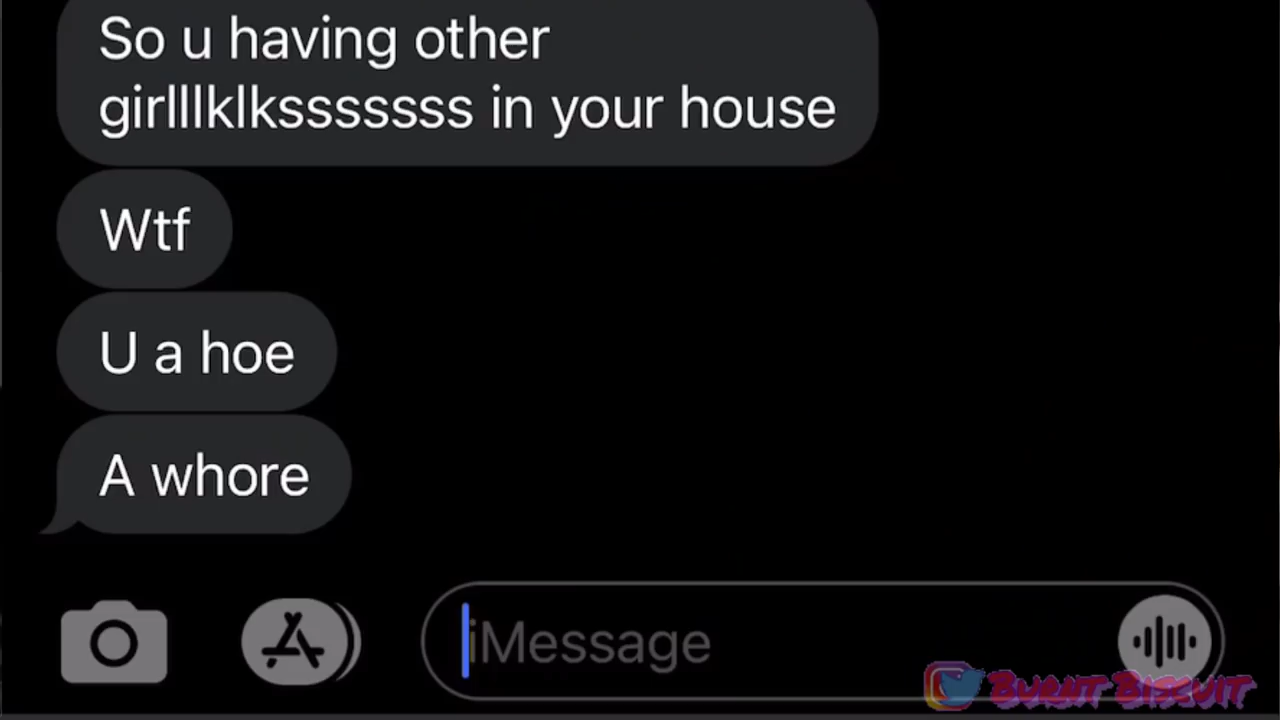 So u having other
girlllklksssssss in your house
Wtf
U a hoe
A whore
iMessage
BURNT BISCUIT